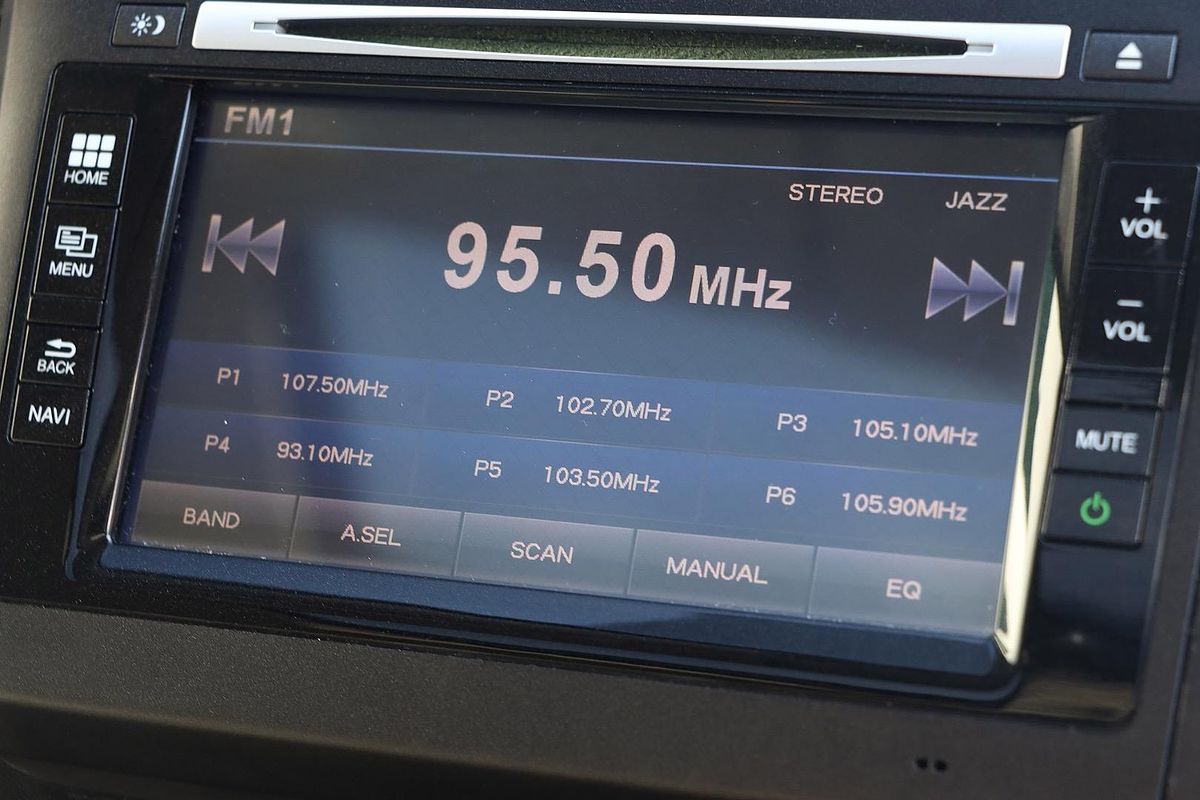 FM1
STEREO JAZZ
95.50 MHz
P1 107.50MHz P2 102.70MHz P3 105.10MHz
P4 93.10MHz P5 103.50MHz P6 105.90MHz
BAND A.SEL SCAN MANUAL EQ
HOME
MENU
BACK
NAVI
+
VOL
−
VOL
MUTE